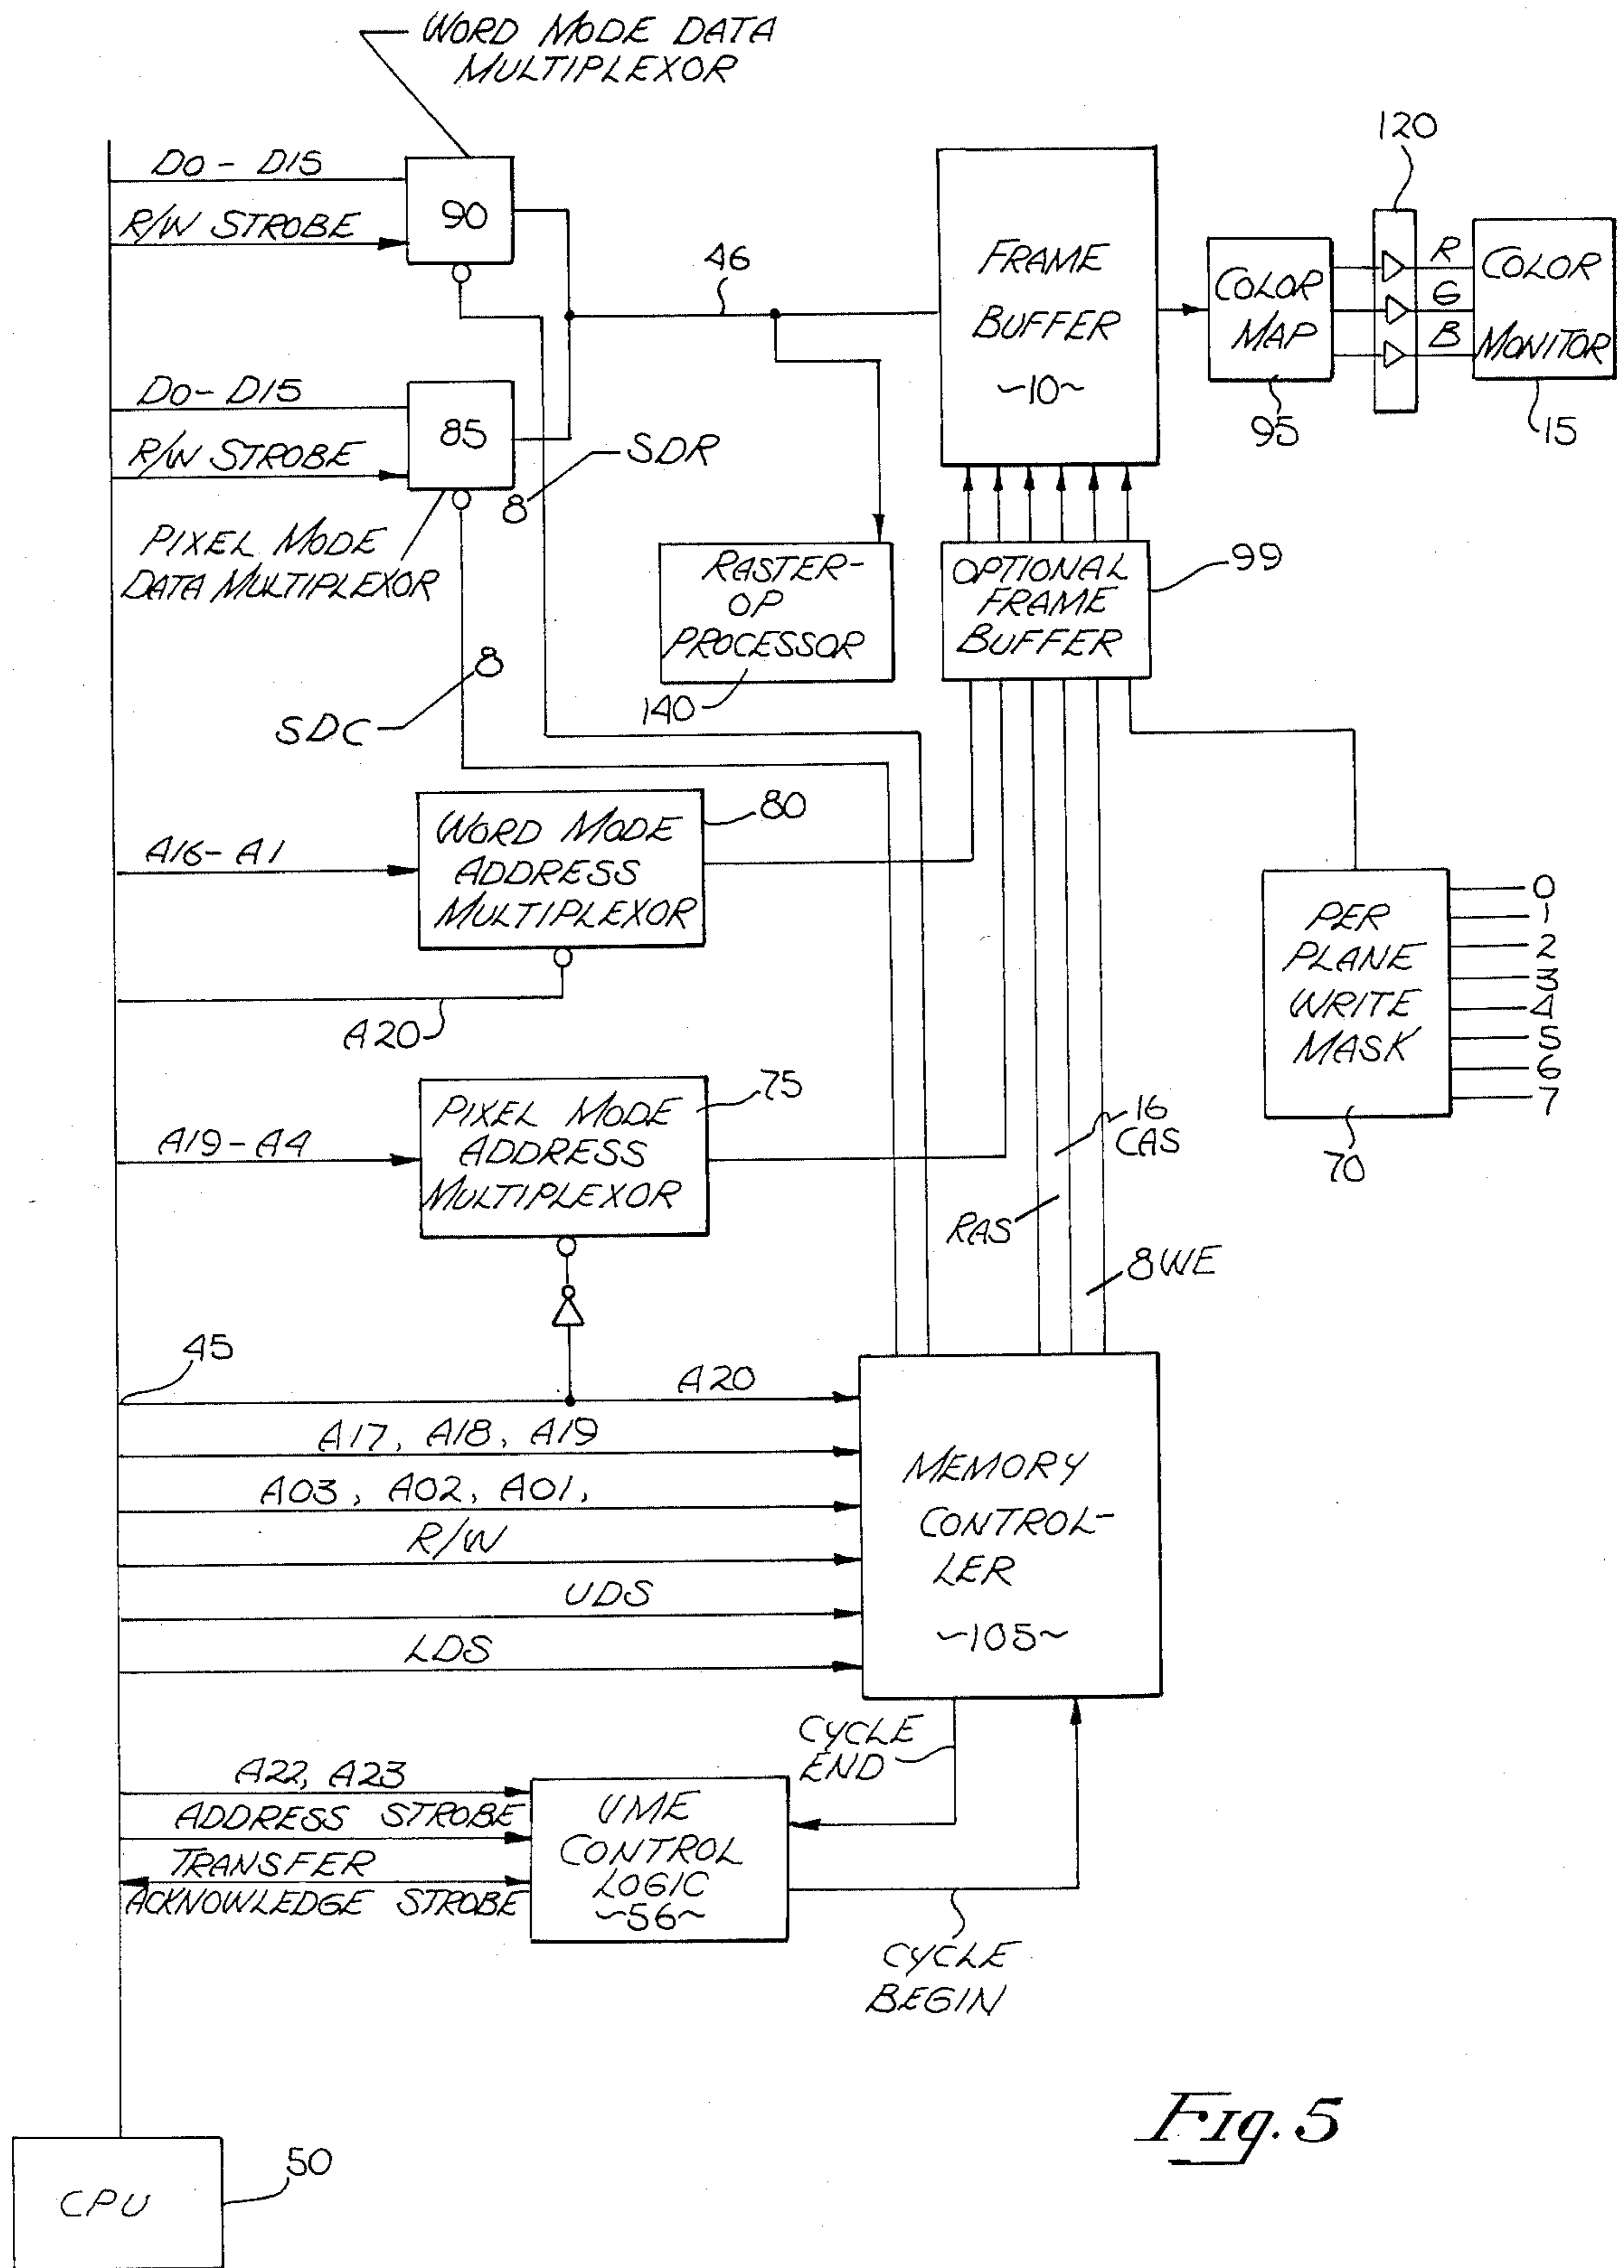 WORD MODE DATA
MULTIPLEXOR
D0 - D15
R/W STROBE
90
46
FRAME
BUFFER
~10~
COLOR
MAP
95
120
R
G
B
COLOR
MONITOR
15
D0 - D15
R/W STROBE
85
8
SDR
PIXEL MODE
DATA MULTIPLEXOR
8
SDC
RASTER-
OP
PROCESSOR
140
OPTIONAL
FRAME
BUFFER
99
A16 - A1
WORD MODE
ADDRESS
MULTIPLEXOR
80
A20
PER
PLANE
WRITE
MASK
70
0
1
2
3
4
5
6
7
A19 - A4
PIXEL MODE
ADDRESS
MULTIPLEXOR
75
16
CAS
RAS
8 WE
45
A20
A17, A18, A19
A03, A02, A01,
R/W
UDS
LDS
MEMORY
CONTROL-
LER
~105~
CYCLE
END
A22, A23
ADDRESS STROBE
TRANSFER
ACKNOWLEDGE STROBE
VME
CONTROL
LOGIC
~56~
CYCLE
BEGIN
CPU
50
Fig. 5